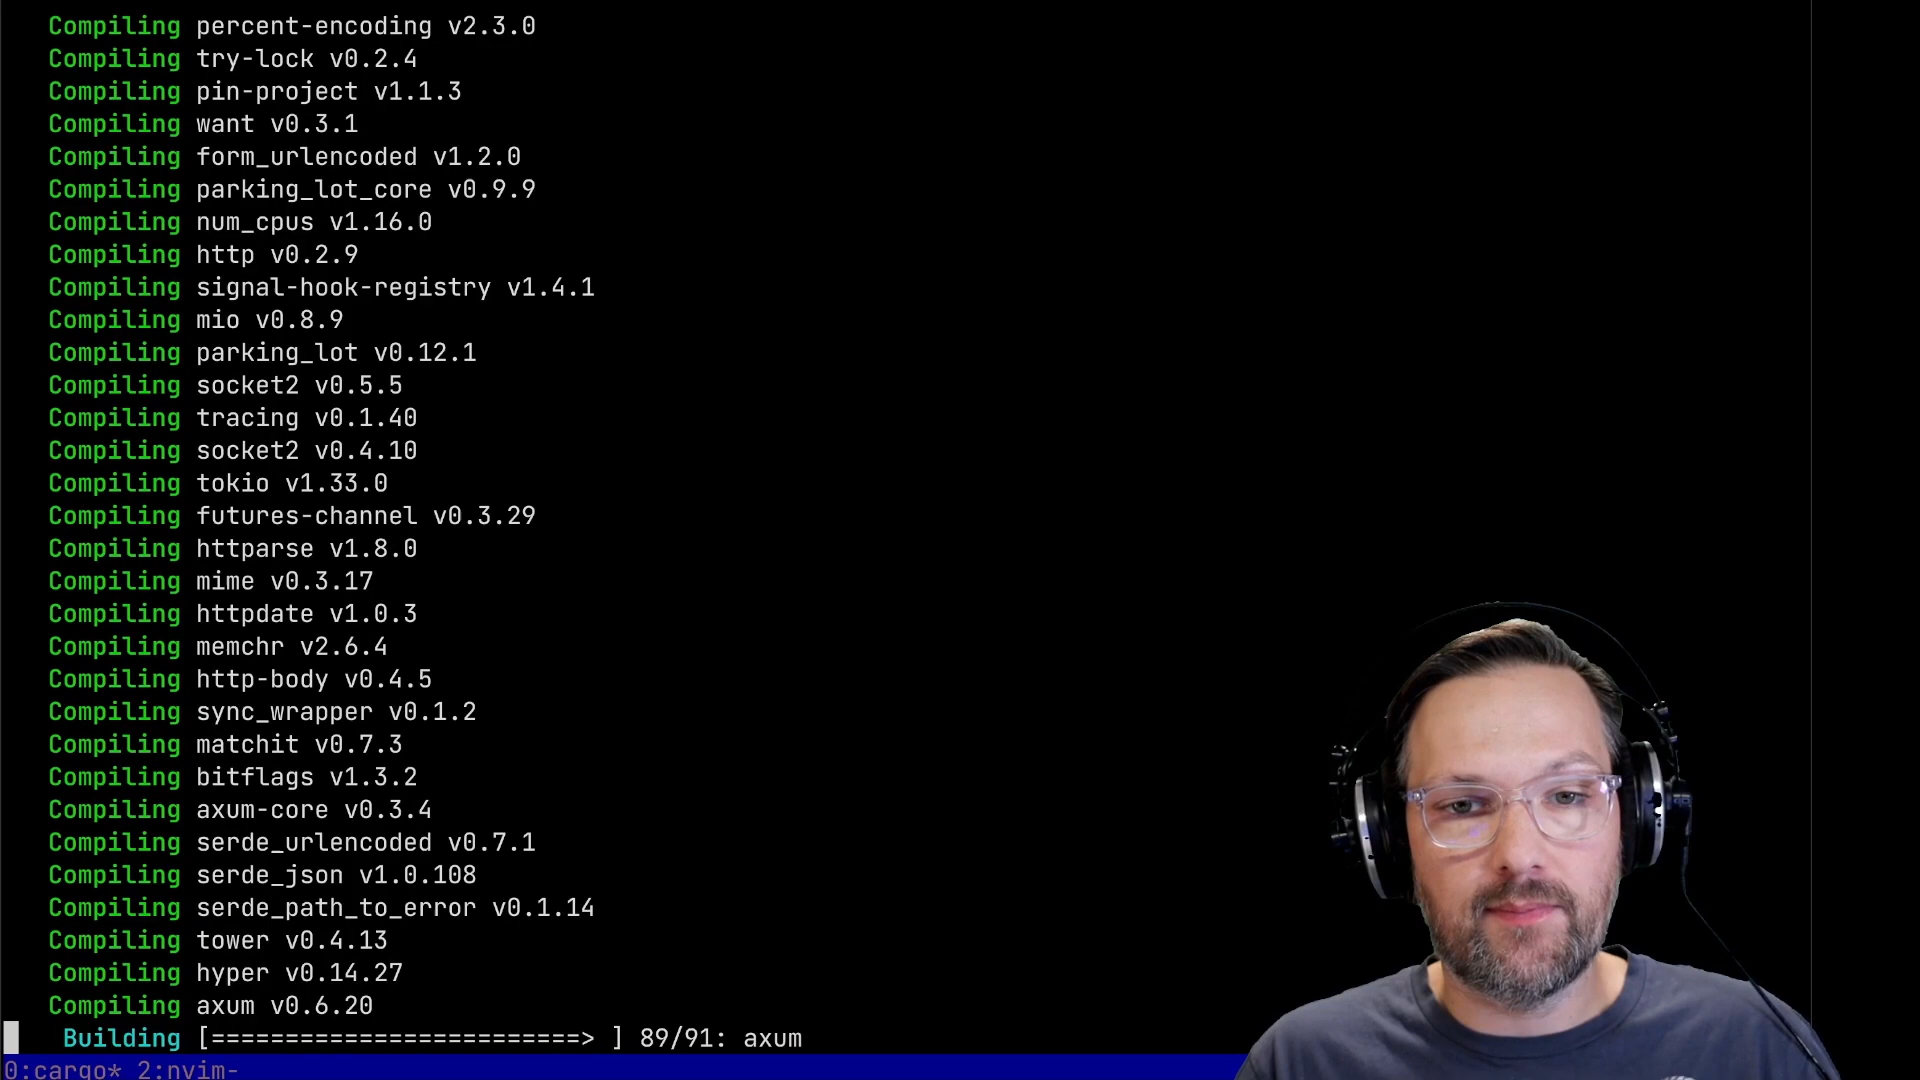 Compiling percent-encoding v2.3.0
Compiling try-lock v0.2.4
Compiling pin-project v1.1.3
Compiling want v0.3.1
Compiling form_urlencoded v1.2.0
Compiling parking_lot_core v0.9.9
Compiling num_cpus v1.16.0
Compiling http v0.2.9
Compiling signal-hook-registry v1.4.1
Compiling mio v0.8.9
Compiling parking_lot v0.12.1
Compiling socket2 v0.5.5
Compiling tracing v0.1.40
Compiling socket2 v0.4.10
Compiling tokio v1.33.0
Compiling futures-channel v0.3.29
Compiling httparse v1.8.0
Compiling mime v0.3.17
Compiling httpdate v1.0.3
Compiling memchr v2.6.4
Compiling http-body v0.4.5
Compiling sync_wrapper v0.1.2
Compiling matchit v0.7.3
Compiling bitflags v1.3.2
Compiling axum-core v0.3.4
Compiling serde_urlencoded v0.7.1
Compiling serde_json v1.0.108
Compiling serde_path_to_error v0.1.14
Compiling tower v0.4.13
Compiling hyper v0.14.27
Compiling axum v0.6.20
Building [=========================> ] 89/91: axum
0:cargo* 2:nvim-